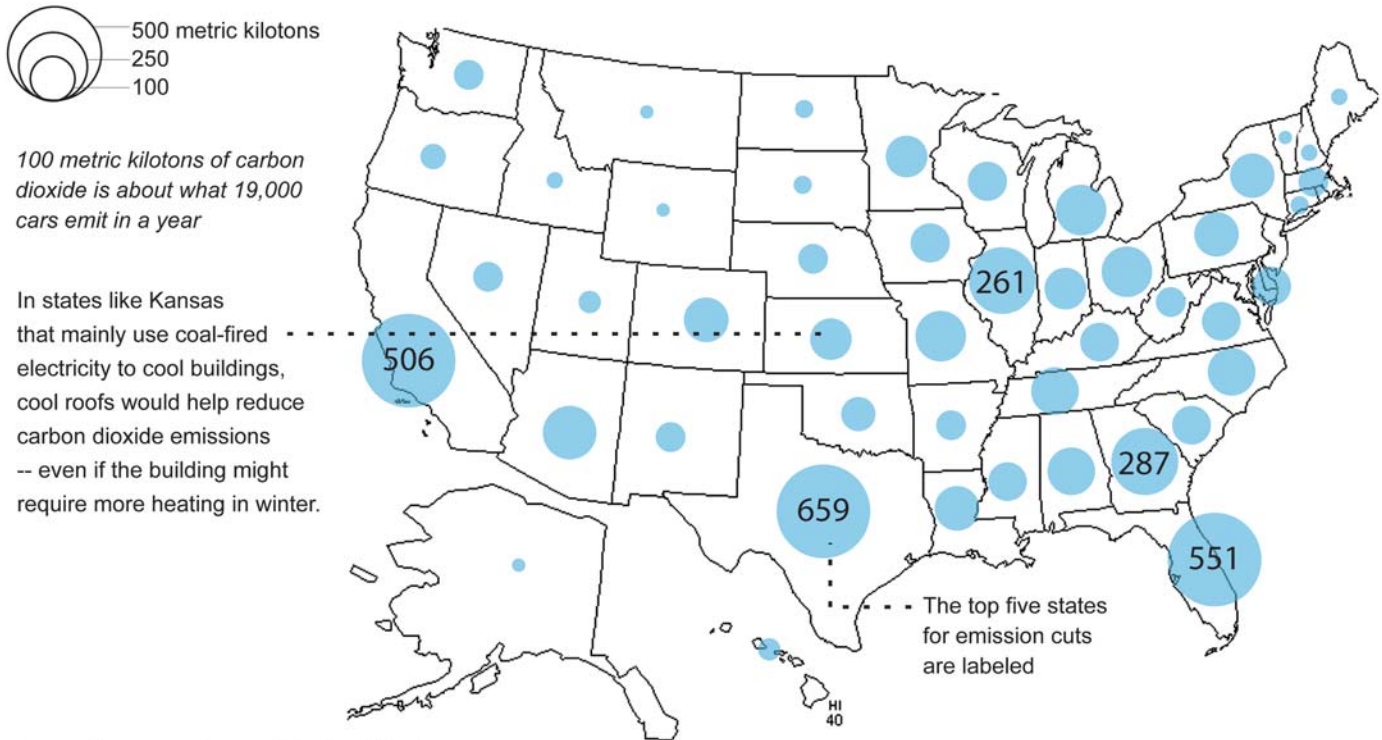 500 metric kilotons
250
100
100 metric kilotons of carbon
dioxide is about what 19,000
cars emit in a year
In states like Kansas
that mainly use coal-fired
electricity to cool buildings,
cool roofs would help reduce
carbon dioxide emissions
-- even if the building might
require more heating in winter.
261
506
287
659
551
The top five states
for emission cuts
are labeled
HI
40